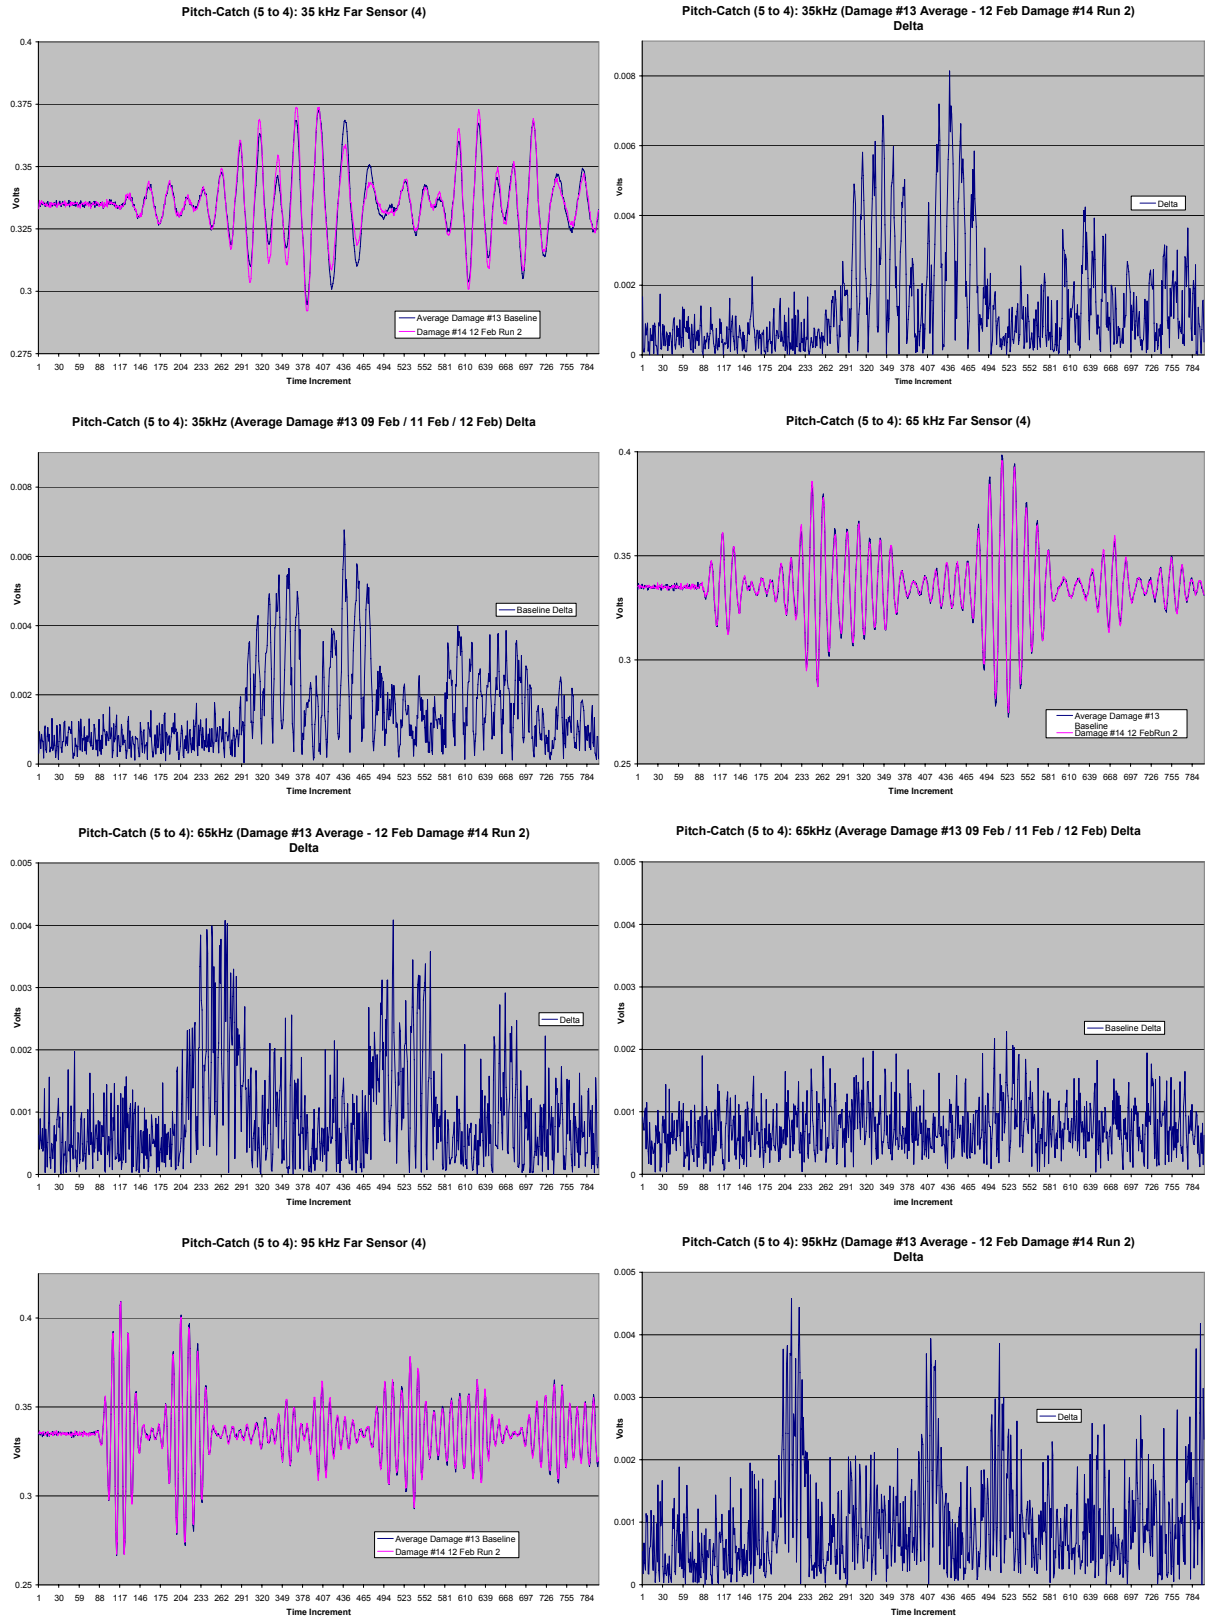 Pitch-Catch (5 to 4): 35 kHz Far Sensor (4)
0.4
0.375
0.35
0.325
0.3
0.275
Volts
Average Damage #13 Baseline
Damage #14 12 Feb Run 2
1 30 59 88 117 146 175 204 233 262 291 320 349 378 407 436 465 494 523 552 581 610 639 668 697 726 755 784
Time Increment
Pitch-Catch (5 to 4): 35kHz (Damage #13 Average - 12 Feb Damage #14 Run 2)
Delta
0.008
0.006
0.004
0.002
0
Volts
Delta
1 30 59 88 117 146 175 204 233 262 291 320 349 378 407 436 465 494 523 552 581 610 639 668 697 726 755 784
Time Increment
Pitch-Catch (5 to 4): 35kHz (Average Damage #13 09 Feb / 11 Feb / 12 Feb) Delta
0.008
0.006
0.004
0.002
0
Volts
Baseline Delta
1 30 59 88 117 146 175 204 233 262 291 320 349 378 407 436 465 494 523 552 581 610 639 668 697 726 755 784
Time Increment
Pitch-Catch (5 to 4): 65 kHz Far Sensor (4)
0.4
0.35
0.3
0.25
Volts
Average Damage #13
Baseline
Damage #14 12 FebRun 2
1 30 59 88 117 146 175 204 233 262 291 320 349 378 407 436 465 494 523 552 581 610 639 668 697 726 755 784
Time Increment
Pitch-Catch (5 to 4): 65kHz (Damage #13 Average - 12 Feb Damage #14 Run 2)
Delta
0.005
0.004
0.003
0.002
0.001
0
Volts
Delta
1 30 59 88 117 146 175 204 233 262 291 320 349 378 407 436 465 494 523 552 581 610 639 668 697 726 755 784
Time Increment
Pitch-Catch (5 to 4): 65kHz (Average Damage #13 09 Feb / 11 Feb / 12 Feb) Delta
0.005
0.004
0.003
0.002
0.001
0
Volts
Baseline Delta
1 30 59 88 117 146 175 204 233 262 291 320 349 378 407 436 465 494 523 552 581 610 639 668 697 726 755 784
ime Increment
Pitch-Catch (5 to 4): 95 kHz Far Sensor (4)
0.4
0.35
0.3
0.25
Volts
Average Damage #13 Baseline
Damage #14 12 Feb Run 2
1 30 59 88 117 146 175 204 233 262 291 320 349 378 407 436 465 494 523 552 581 610 639 668 697 726 755 784
Time Increment
Pitch-Catch (5 to 4): 95kHz (Damage #13 Average - 12 Feb Damage #14 Run 2)
Delta
0.005
0.004
0.003
0.002
0.001
0
Volts
Delta
1 30 59 88 117 146 175 204 233 262 291 320 349 378 407 436 465 494 523 552 581 610 639 668 697 726 755 784
Time Increment